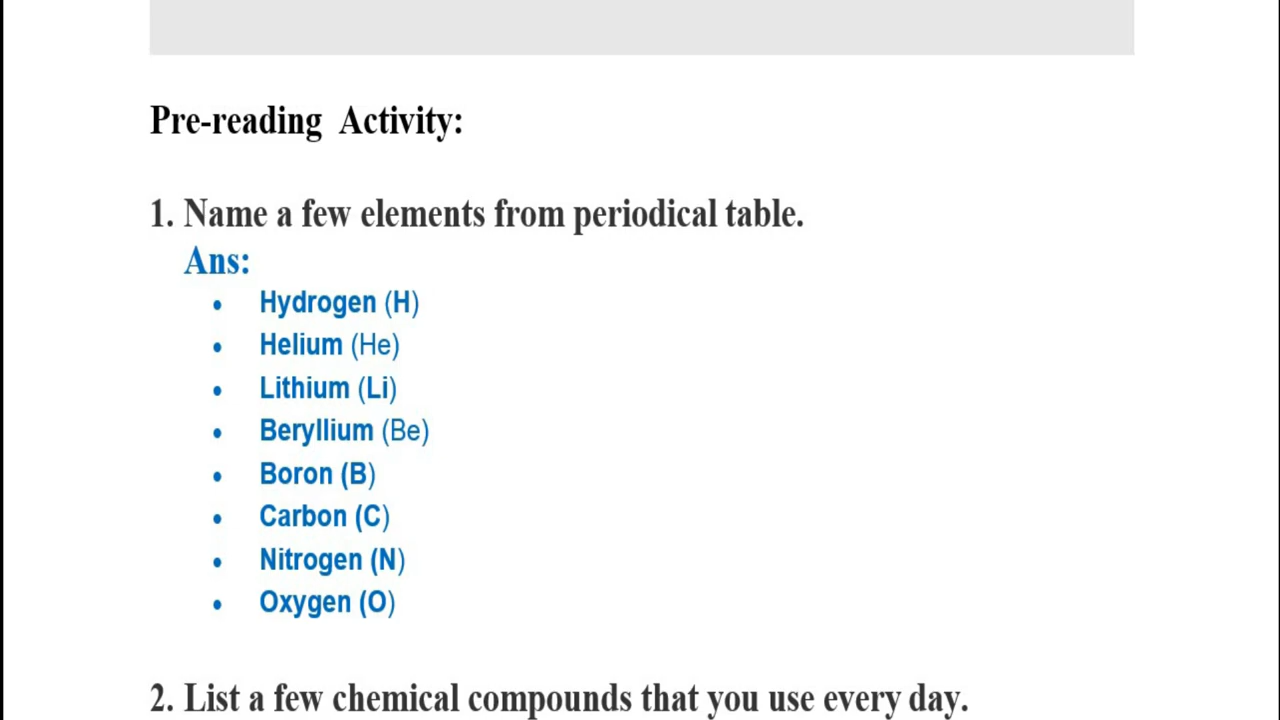 Pre-reading Activity:
1. Name a few elements from periodical table.
Ans:
• Hydrogen (H)
• Helium (He)
• Lithium (Li)
• Beryllium (Be)
• Boron (B)
• Carbon (C)
• Nitrogen (N)
• Oxygen (O)
2. List a few chemical compounds that you use every day.